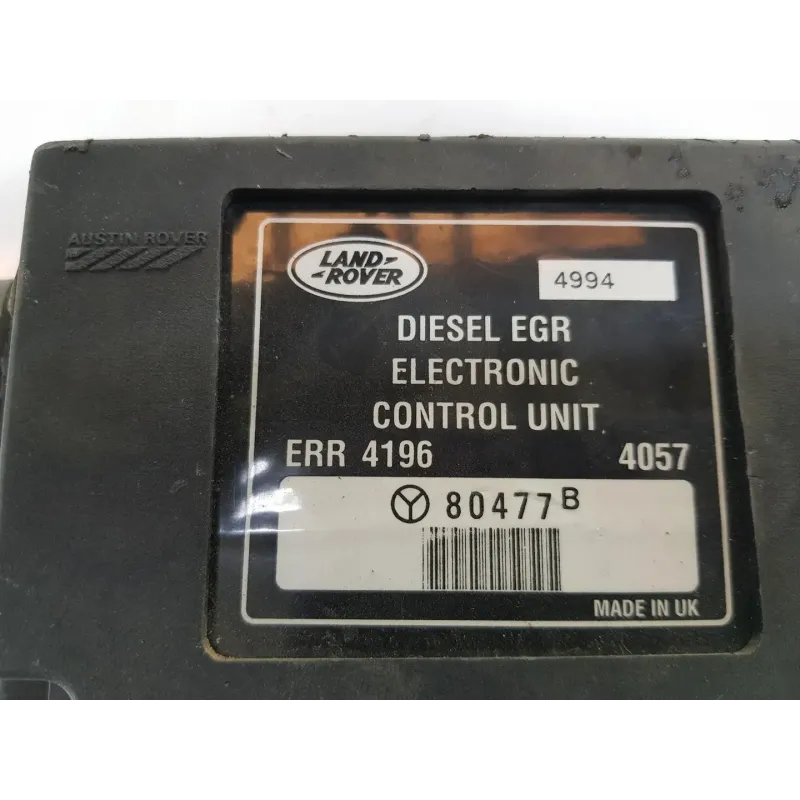 AUSTIN ROVER
LAND
ROVER
4994
DIESEL EGR
ELECTRONIC
CONTROL UNIT
ERR 4196 4057
80477B
MADE IN UK